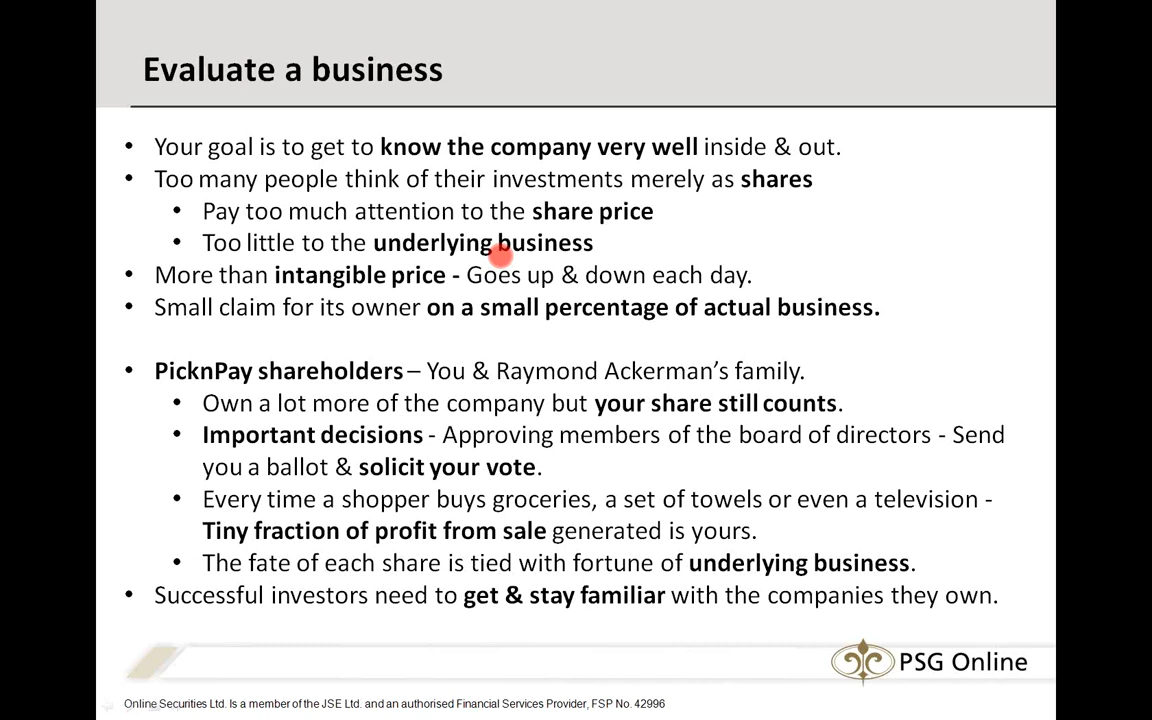 Evaluate a business
• Your goal is to get to know the company very well inside & out.
• Too many people think of their investments merely as shares
• Pay too much attention to the share price
• Too little to the underlying business
• More than intangible price - Goes up & down each day.
• Small claim for its owner on a small percentage of actual business.
• PicknPay shareholders – You & Raymond Ackerman’s family.
• Own a lot more of the company but your share still counts.
• Important decisions - Approving members of the board of directors - Send
you a ballot & solicit your vote.
• Every time a shopper buys groceries, a set of towels or even a television -
Tiny fraction of profit from sale generated is yours.
• The fate of each share is tied with fortune of underlying business.
• Successful investors need to get & stay familiar with the companies they own.
PSG Online
Online Securities Ltd. Is a member of the JSE Ltd. and an authorised Financial Services Provider, FSP No. 42996